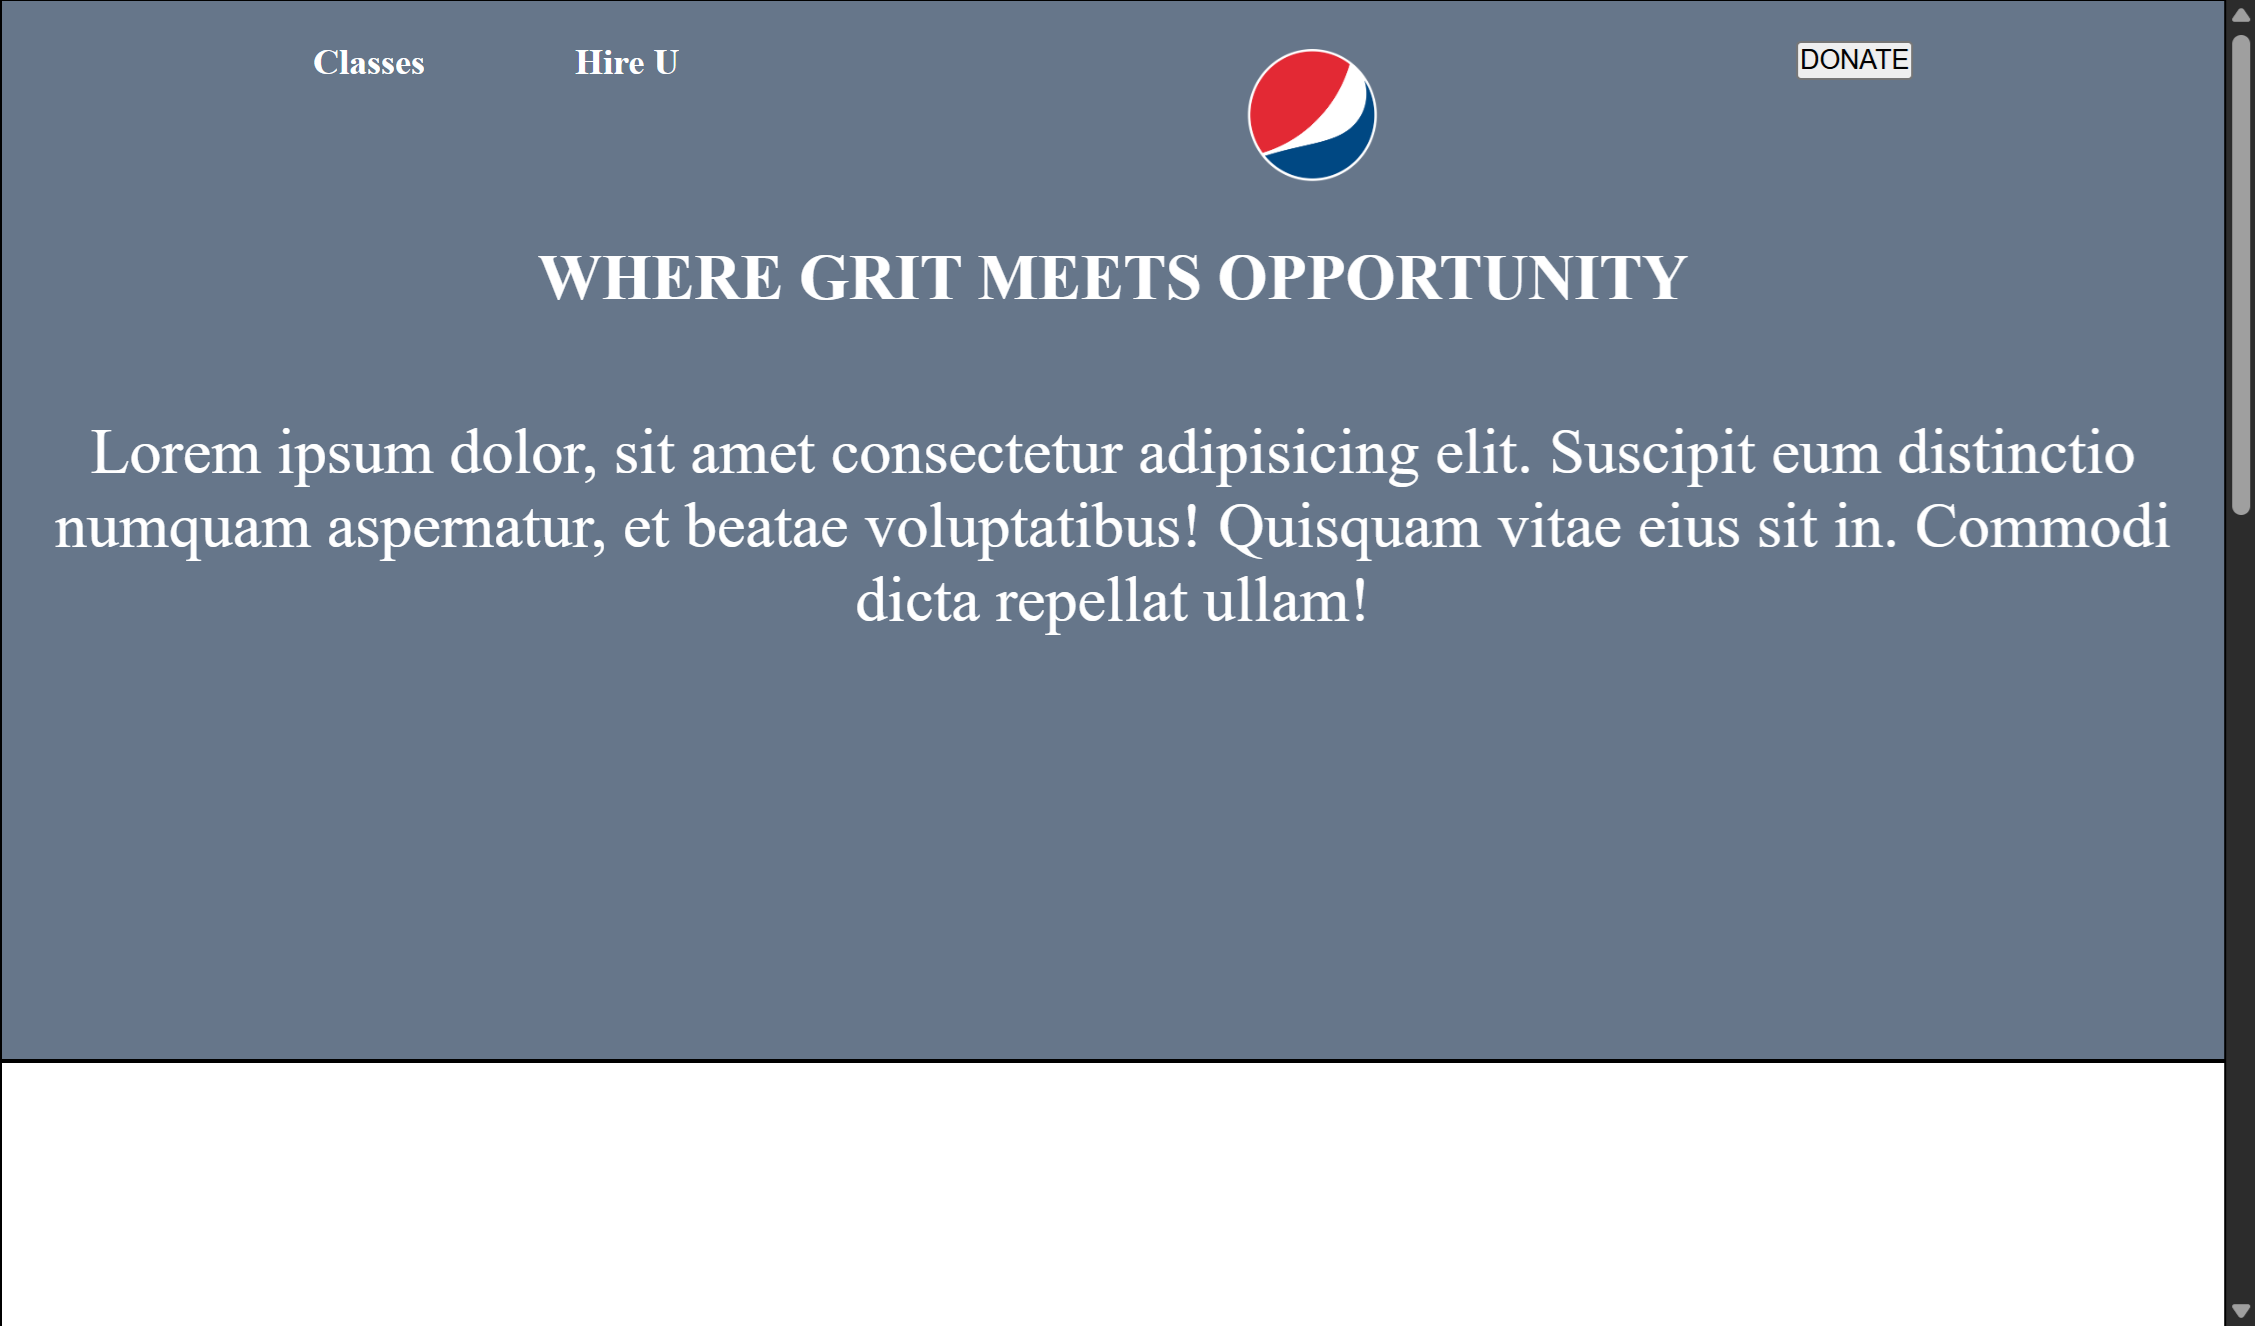 Classes Hire U DONATE
WHERE GRIT MEETS OPPORTUNITY
Lorem ipsum dolor, sit amet consectetur adipisicing elit. Suscipit eum distinctio
numquam aspernatur, et beatae voluptatibus! Quisquam vitae eius sit in. Commodi
dicta repellat ullam!